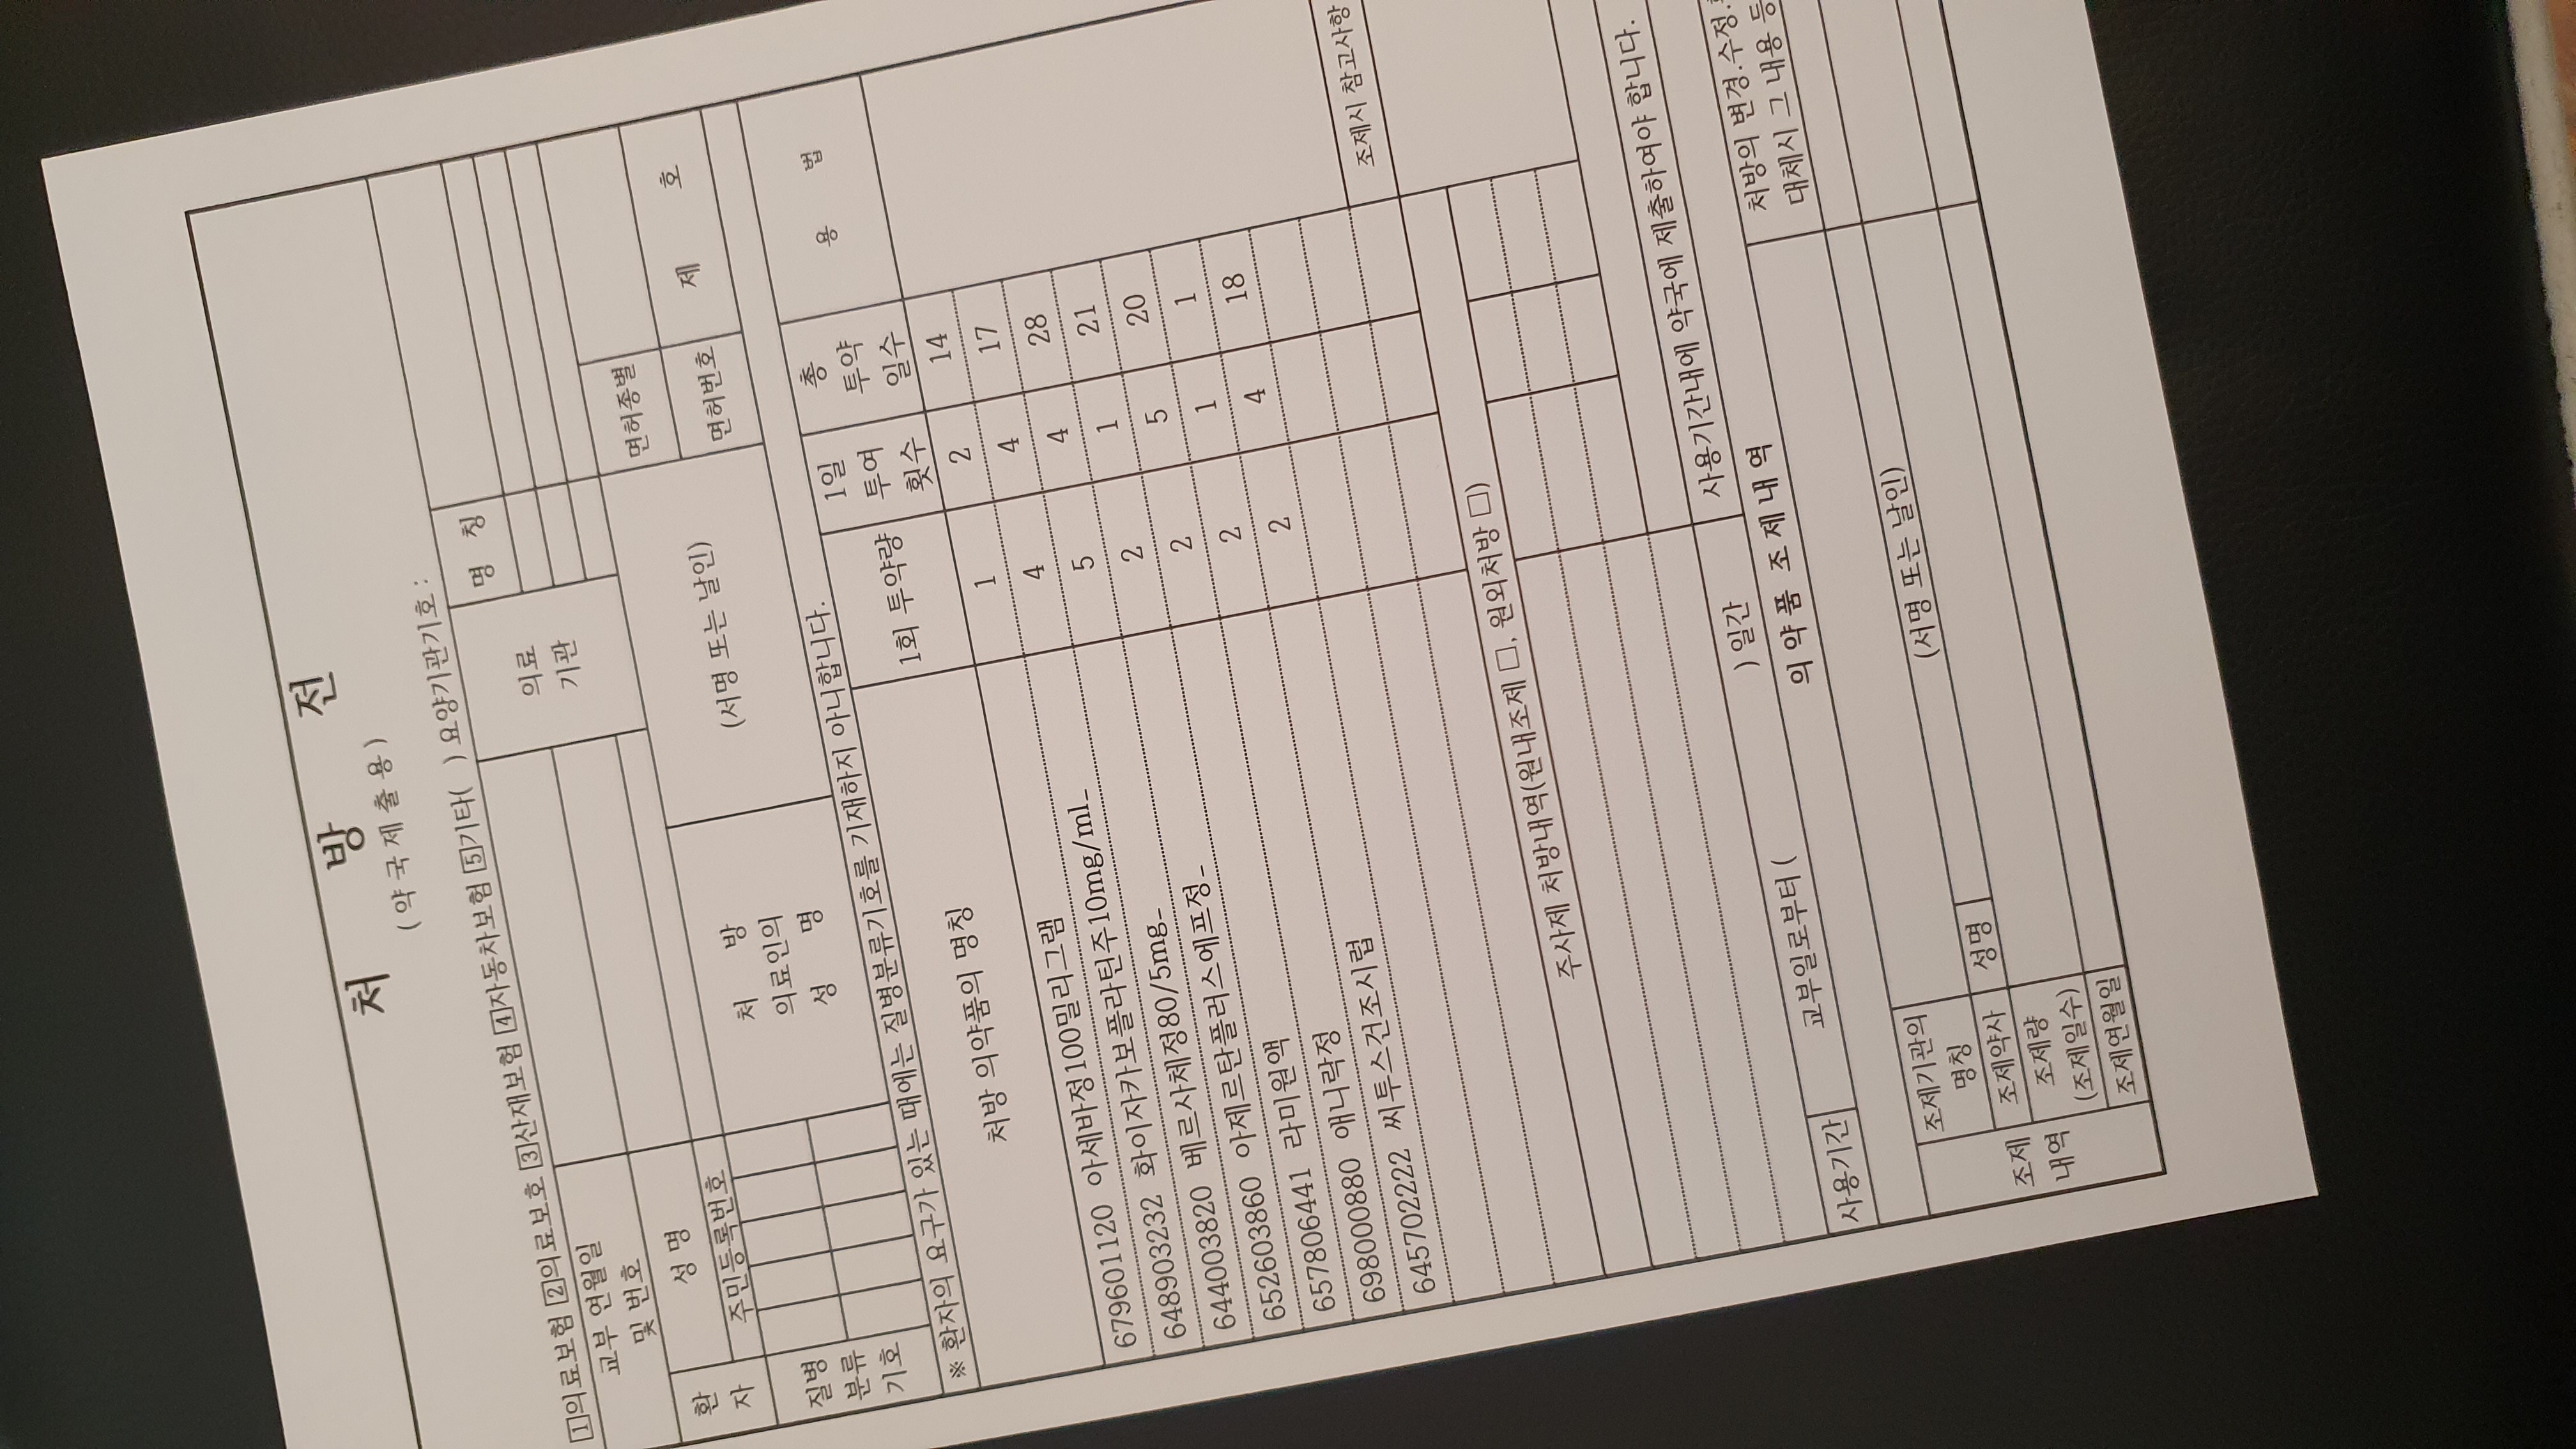 처 방 전
(약국제출용)
1의료보험 2의료보호 3산재보험 4자동차보험 5기타( ) 요양기관기호 :
교부 연월일
및 번호
의료
기관
명 칭
환
자
성 명
주민등록번호
질병
분류
기호
처 방
의료인의
성 명
(서명 또는 날인)
면허종별
면허번호
제 호
※ 환자의 요구가 있는 때에는 질병분류기호를 기재하지 아니합니다.
처방 의약품의 명칭
1회 투약량
1일
투여
횟수
총
투약
일수
용 법
679601120 아세바정100밀리그램 1 2 14
648903232 화이자카보플라틴주10mg/ml_ 4 4 17
644003820 베르사체정80/5mg_ 5 4 28
652603860 아제르탄플러스에프정_ 2 1 21
657806441 라미원액 2 5 20
698000880 애니락정 2 1 1
645702222 씨투스건조시럽 2 4 18
조제시 참고사항
주사제 처방내역(원내조제 □, 원외처방 □)
사용기간
교부일로부터 ( ) 일간
사용기간내에 약국에 제출하여야 합니다.
의 약 품 조 제 내 역
처방의 변경.수정.
대체시 그 내용 등
조제
내역
조제기관의
명칭
조제약사
성명
(서명 또는 날인)
조제량
(조제일수)
조제연월일